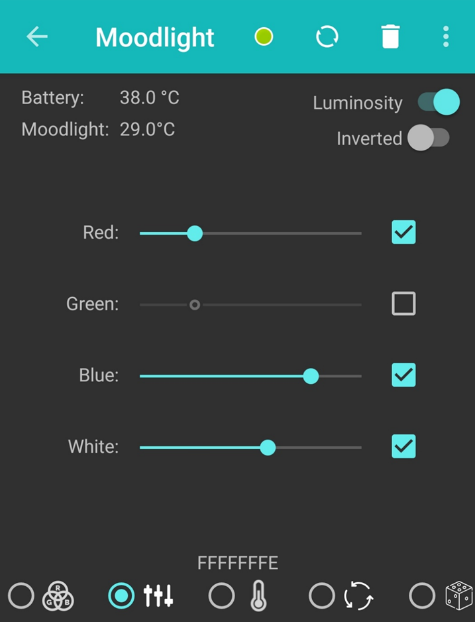 Moodlight
Battery: 38.0 °C
Moodlight: 29.0°C
Luminosity
Inverted
Red:
Green:
Blue:
White:
FFFFFFFE
R
G B